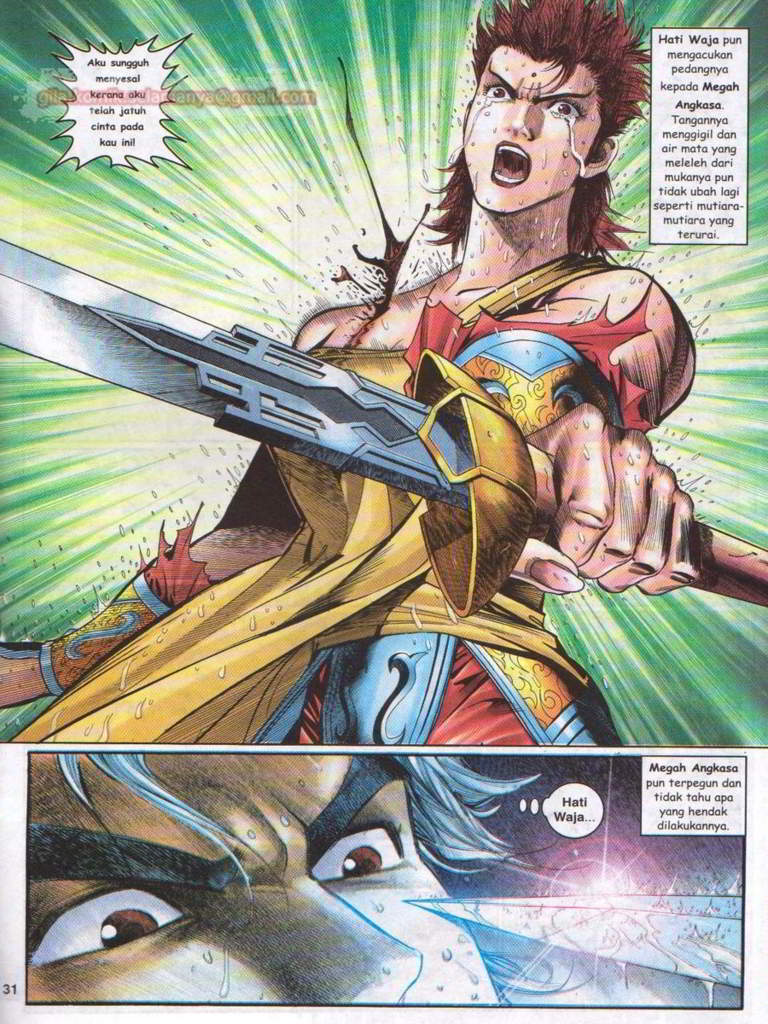 Aku sungguh
menyesal
kerana aku
telah jatuh
cinta pada
kau ini!
Hati Waja pun
mengacukan
pedangnya
kepada Megah
Angkasa.
Tangannya
menggigil dan
air mata yang
meleleh dari
mukanya pun
tidak ubah lagi
seperti mutiara-
mutiara yang
terurai.
Hati
Waja...
Megah Angkasa
pun terpegun dan
tidak tahu apa
yang hendak
dilakukannya.
31